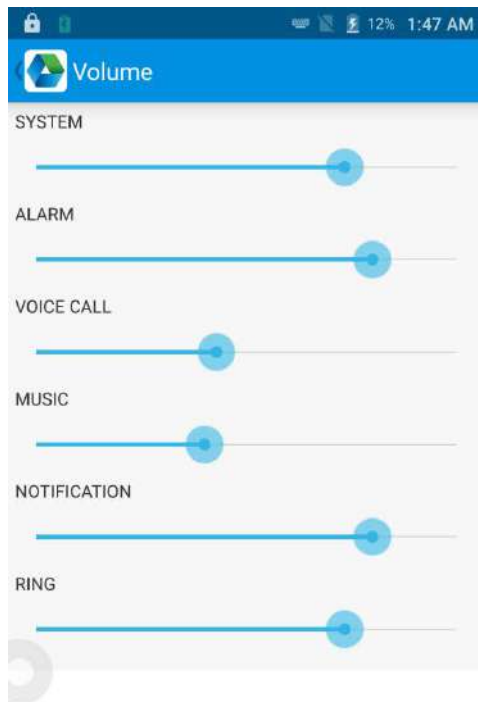 12% 1:47 AM
Volume
SYSTEM
ALARM
VOICE CALL
MUSIC
NOTIFICATION
RING